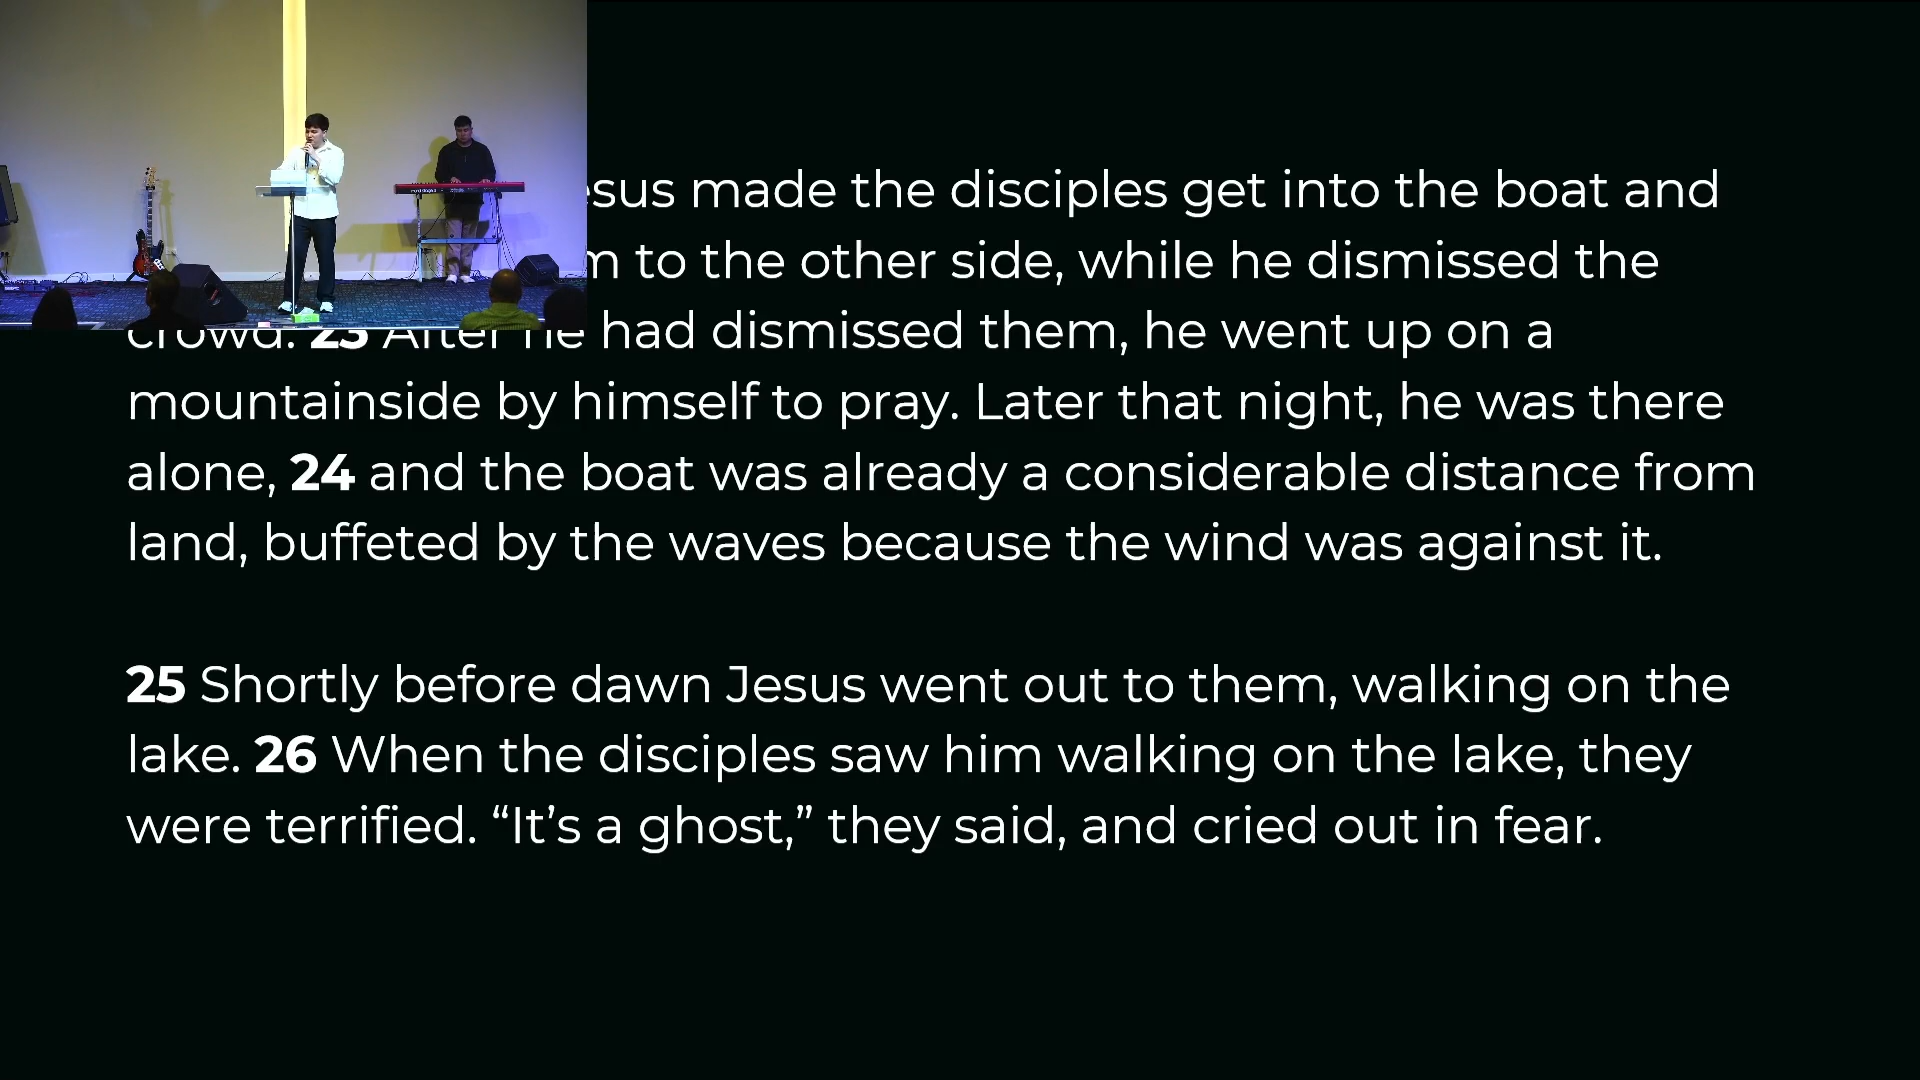 made the disciples get into the boat and
to the other side, while he dismissed the
crowd. 23 After he had dismissed them, he went up on a
mountainside by himself to pray. Later that night, he was there
alone, 24 and the boat was already a considerable distance from
land, buffeted by the waves because the wind was against it.
25 Shortly before dawn Jesus went out to them, walking on the
lake. 26 When the disciples saw him walking on the lake, they
were terrified. “It’s a ghost,” they said, and cried out in fear.